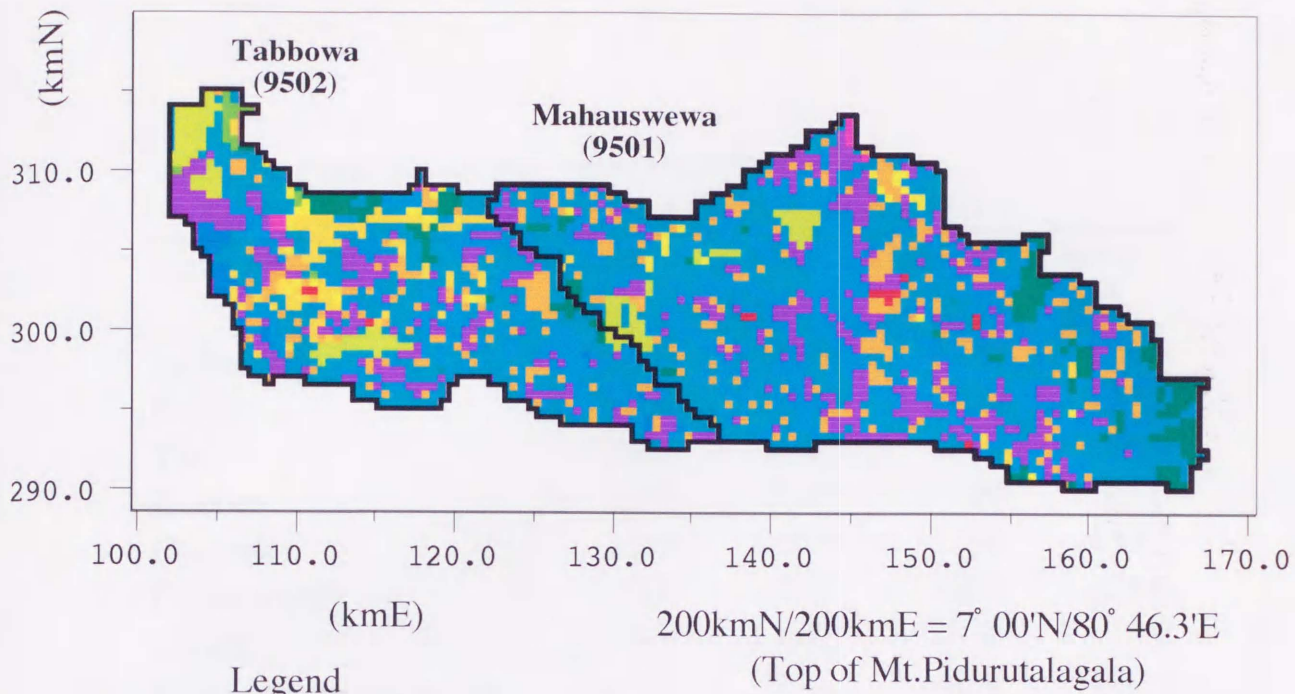 (kmN)
Tabbowa
(9502)
Mahauswewa
(9501)
310.0
300.0
290.0
100.0 110.0 120.0 130.0 140.0 150.0 160.0 170.0
(kmE)
200kmN/200kmE = 7° 00'N/80° 46.3'E
(Top of Mt.Pidurutalagala)
Legend